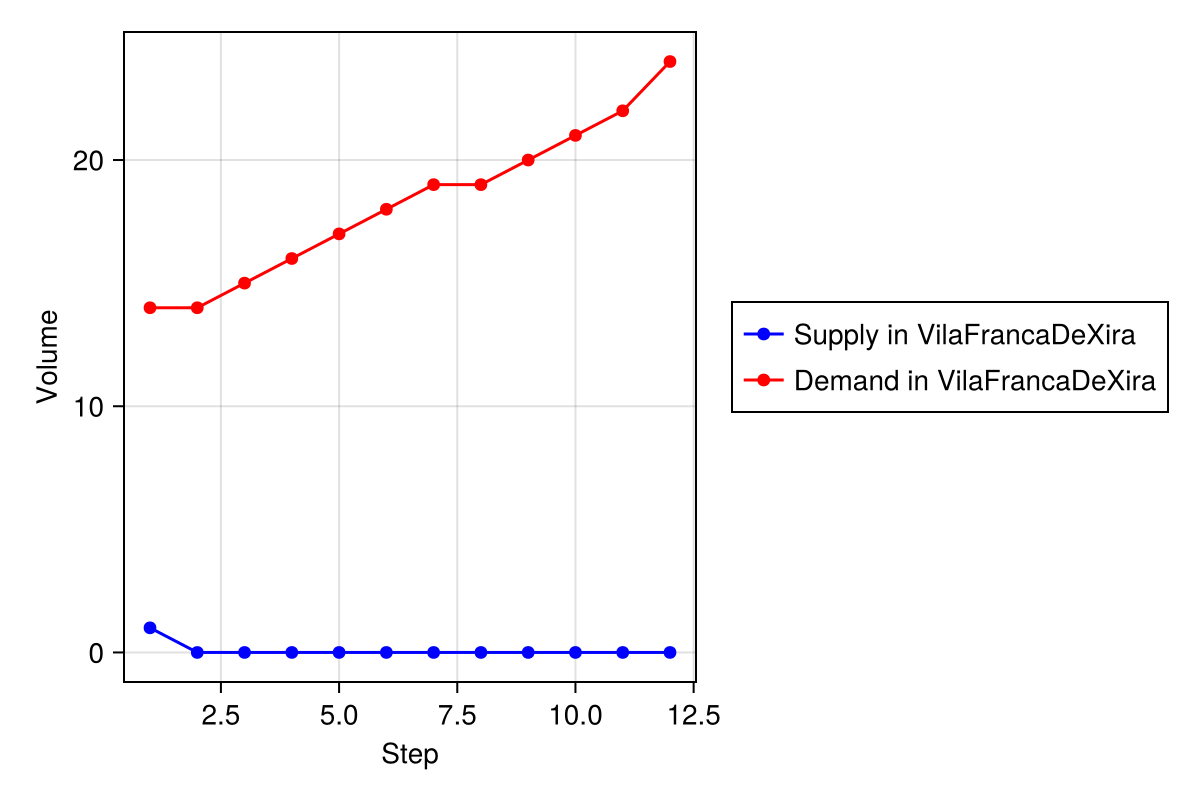 Volume
20
10
0
2.5 5.0 7.5 10.0 12.5
Step
Supply in VilaFrancaDeXira
Demand in VilaFrancaDeXira